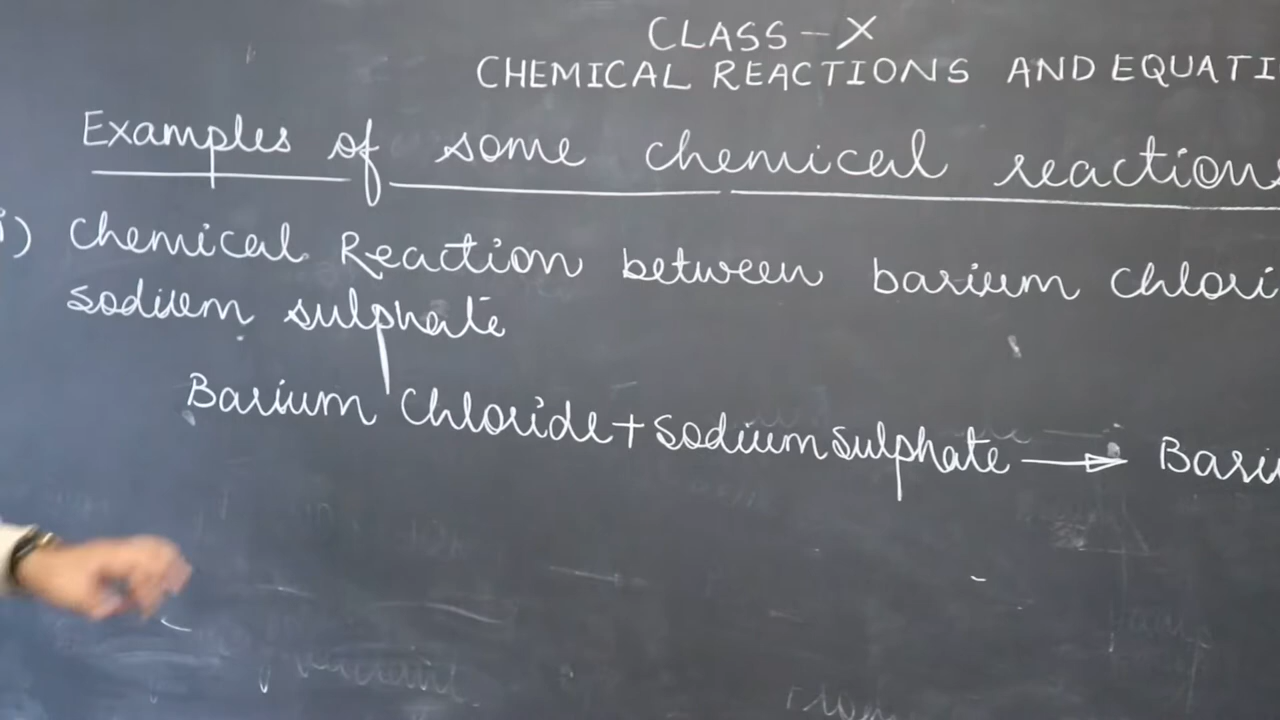 CLASS - X
CHEMICAL REACTIONS AND EQUATI
Examples of some chemical reactions
i) Chemical Reaction between barium chlori
sodium sulphate
Barium Chloride + Sodium sulphate → Bari